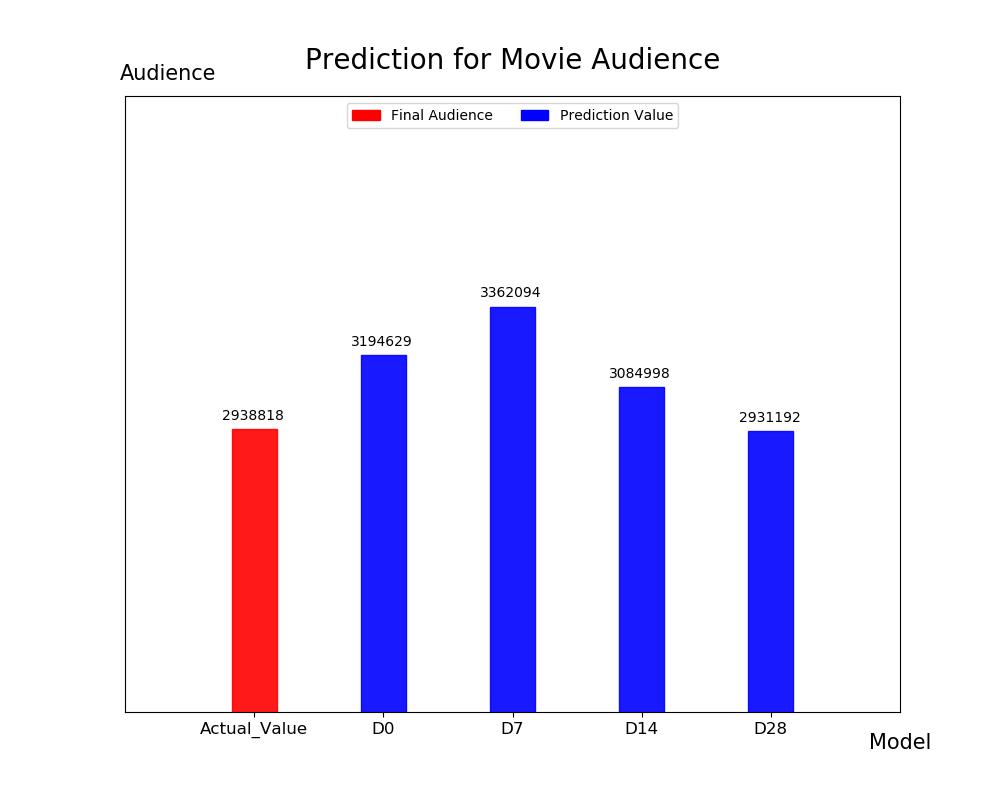 Prediction for Movie Audience
Audience
Final Audience
Prediction Value
3362094
3194629
3084998
2938818
2931192
Actual_Value
D0
D7
D14
D28
Model